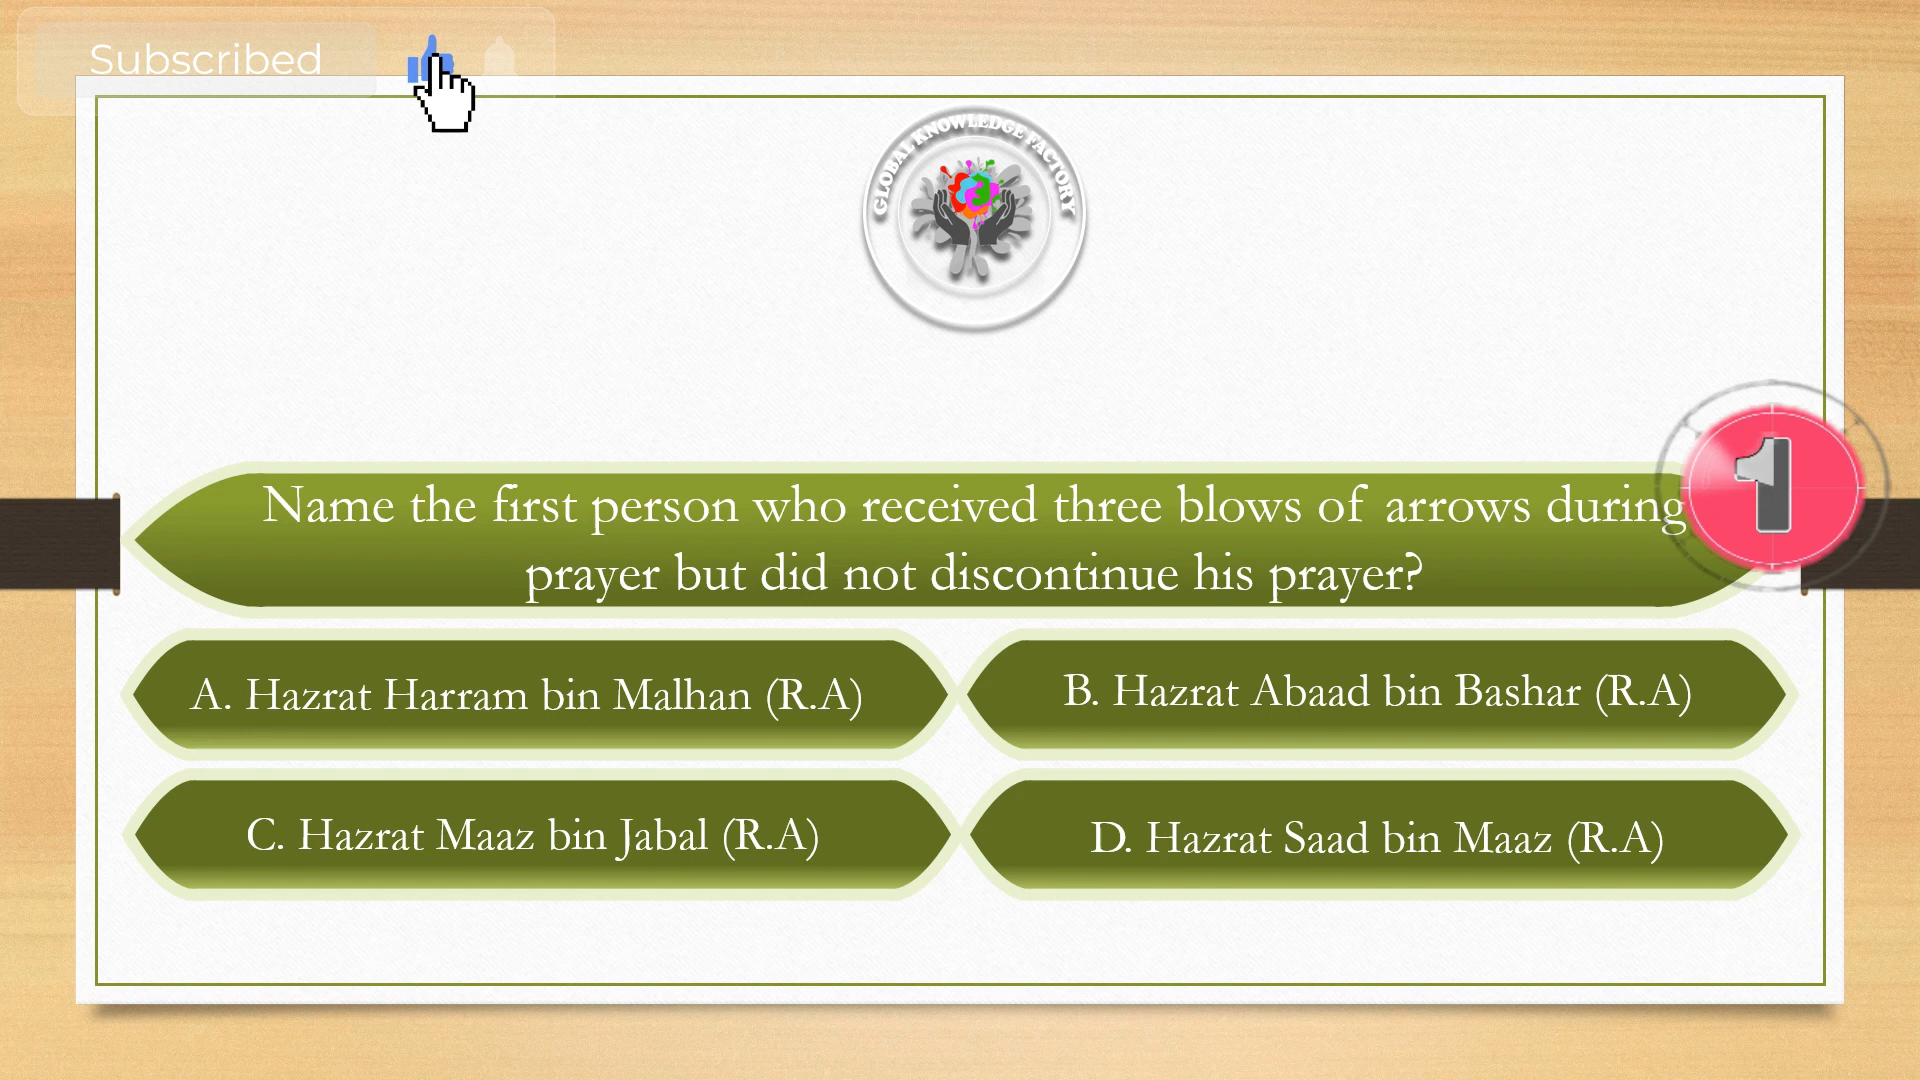 Subscribed
GLOBAL KNOWLEDGE FACTORY
Name the first person who received three blows of arrows during
1
prayer but did not discontinue his prayer?
A. Hazrat Harram bin Malhan (R.A)
B. Hazrat Abaad bin Bashar (R.A)
C. Hazrat Maaz bin Jabal (R.A)
D. Hazrat Saad bin Maaz (R.A)